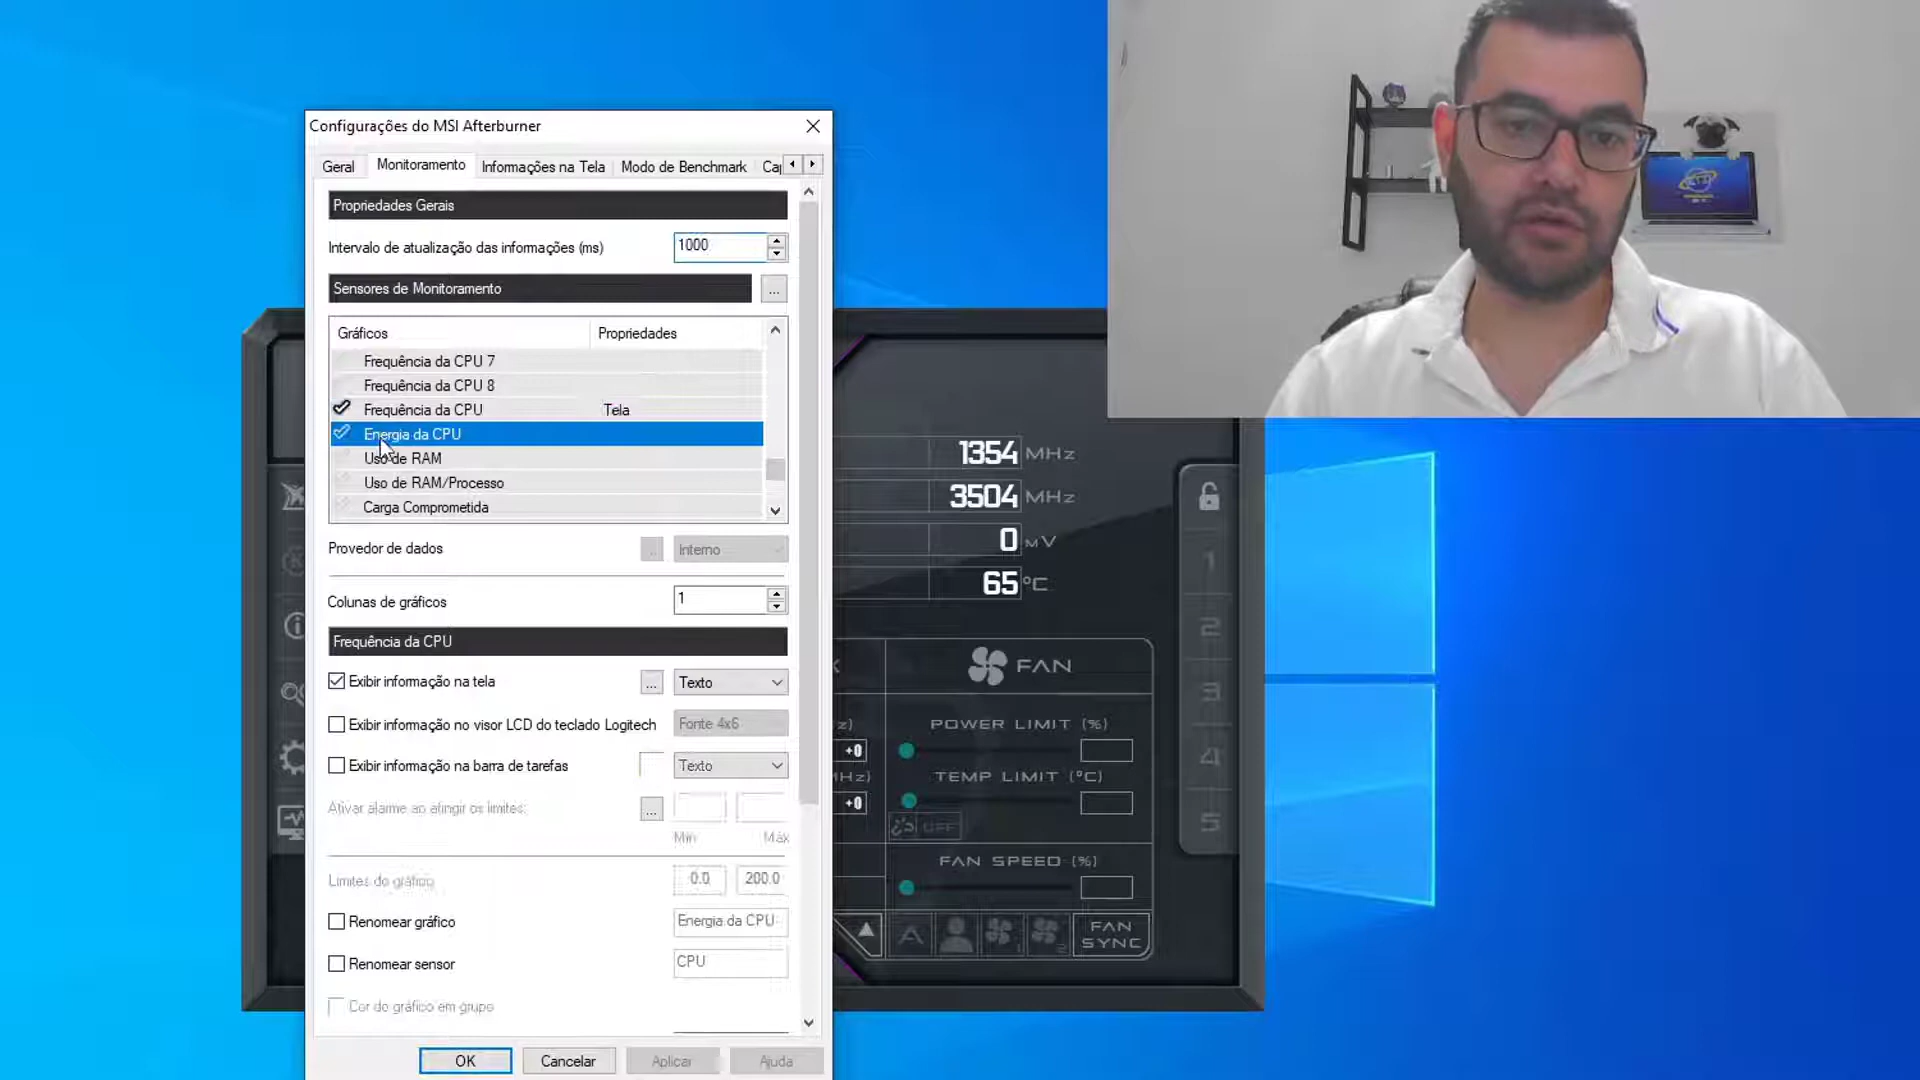 Configurações do MSI Afterburner
Geral Monitoramento Informações na Tela Modo de Benchmark
Propriedades Gerais
Intervalo de atualização das informações (ms) 1000
Sensores de Monitoramento ...
Gráficos Propriedades
Frequência da CPU 7
Frequência da CPU 8
Frequência da CPU Tela
Energia da CPU
Uso de RAM
Uso de RAM/Processo
Carga Comprometida
Provedor de dados ... Interno
Colunas de gráficos 1
Frequência da CPU
Exibir informação na tela ... Texto
Exibir informação no visor LCD do teclado Logitech Fonte 4x6
Exibir informação na barra de tarefas Texto
Ativar alarme ao atingir os limites: ...
Min Máx
Limites do gráfico 0.0 200.0
Renomear gráfico Energia da CPU
Renomear sensor CPU
Cor do gráfico em grupo
OK Cancelar Aplicar Ajuda
1354 MHz
3504 MHz
0 mV
65 °C
FAN
POWER LIMIT (%)
+0
TEMP LIMIT (°C)
+0
OFF
FAN SPEED (%)
A 1 2 FAN SYNC
1
2
3
4
5